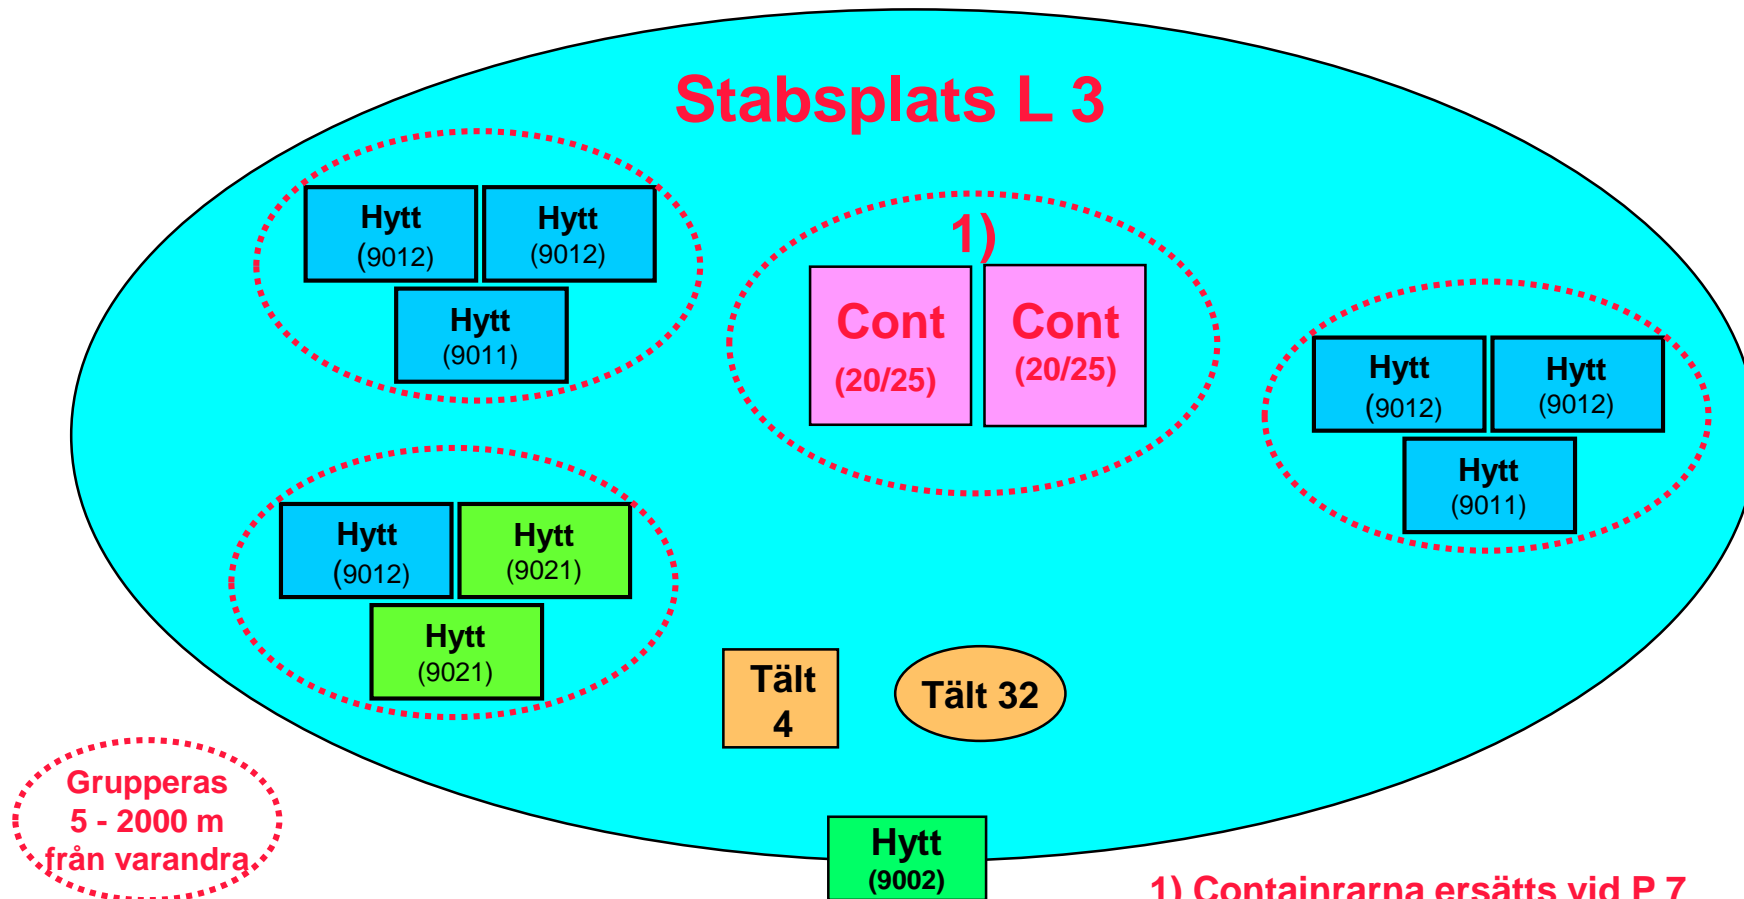 Stabsplats L 3
Hytt
(9012)
Hytt
(9012)
Hytt
(9011)
1)
Cont
(20/25)
Cont
(20/25)
Hytt
(9012)
Hytt
(9012)
Hytt
(9011)
Hytt
(9012)
Hytt
(9021)
Hytt
(9021)
Tält
4
Tält 32
Grupperas
5 - 2000 m
från varandra
Hytt
(9002)
1) Containrarna ersätts vid P 7